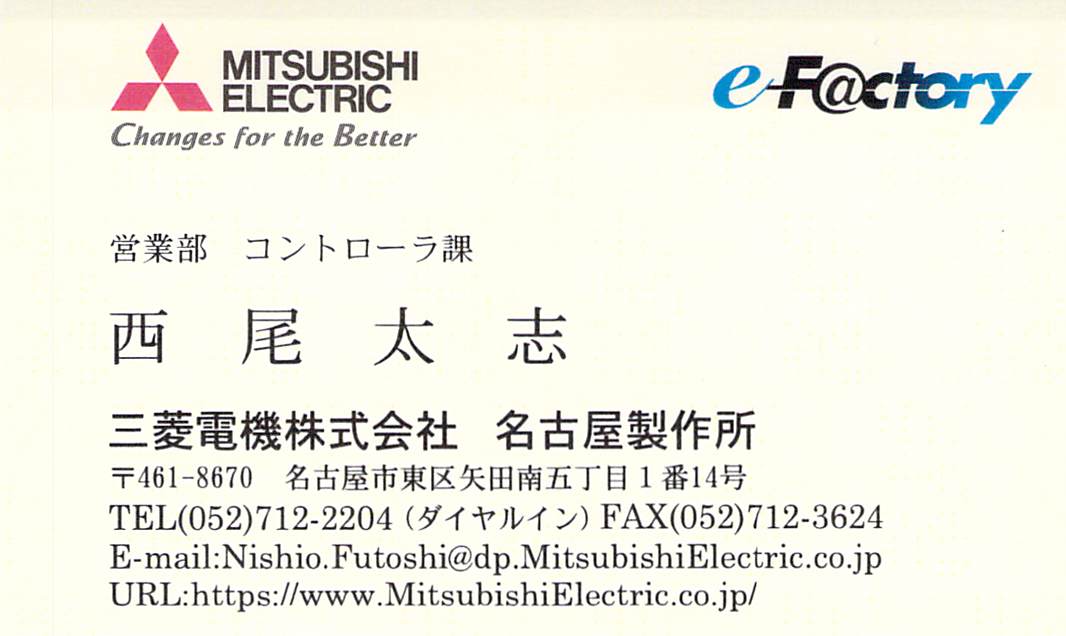 MITSUBISHI
ELECTRIC
Changes for the Better
e-F@ctory
営業部　コントローラ課
西　尾　太　志
三菱電機株式会社　名古屋製作所
〒461-8670　名古屋市東区矢田南五丁目1番14号
TEL(052)712-2204（ダイヤルイン）FAX(052)712-3624
E-mail:Nishio.Futoshi@dp.MitsubishiElectric.co.jp
URL:https://www.MitsubishiElectric.co.jp/